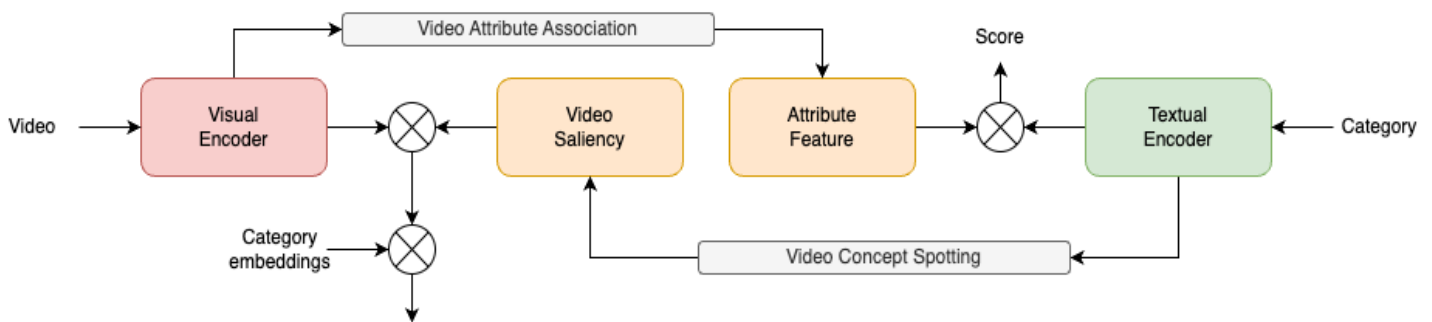 Video Attribute Association
Score
Video
Visual
Encoder
Video
Saliency
Attribute
Feature
Textual
Encoder
Category
Category
embeddings
Video Concept Spotting